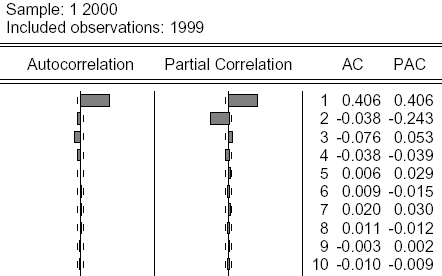 Sample: 1 2000
Included observations: 1999
Autocorrelation Partial Correlation AC PAC
1 0.406 0.406
2 -0.038 -0.243
3 -0.076 0.053
4 -0.038 -0.039
5 0.006 0.029
6 0.009 -0.015
7 0.020 0.030
8 0.011 -0.012
9 -0.003 0.002
10 -0.010 -0.009